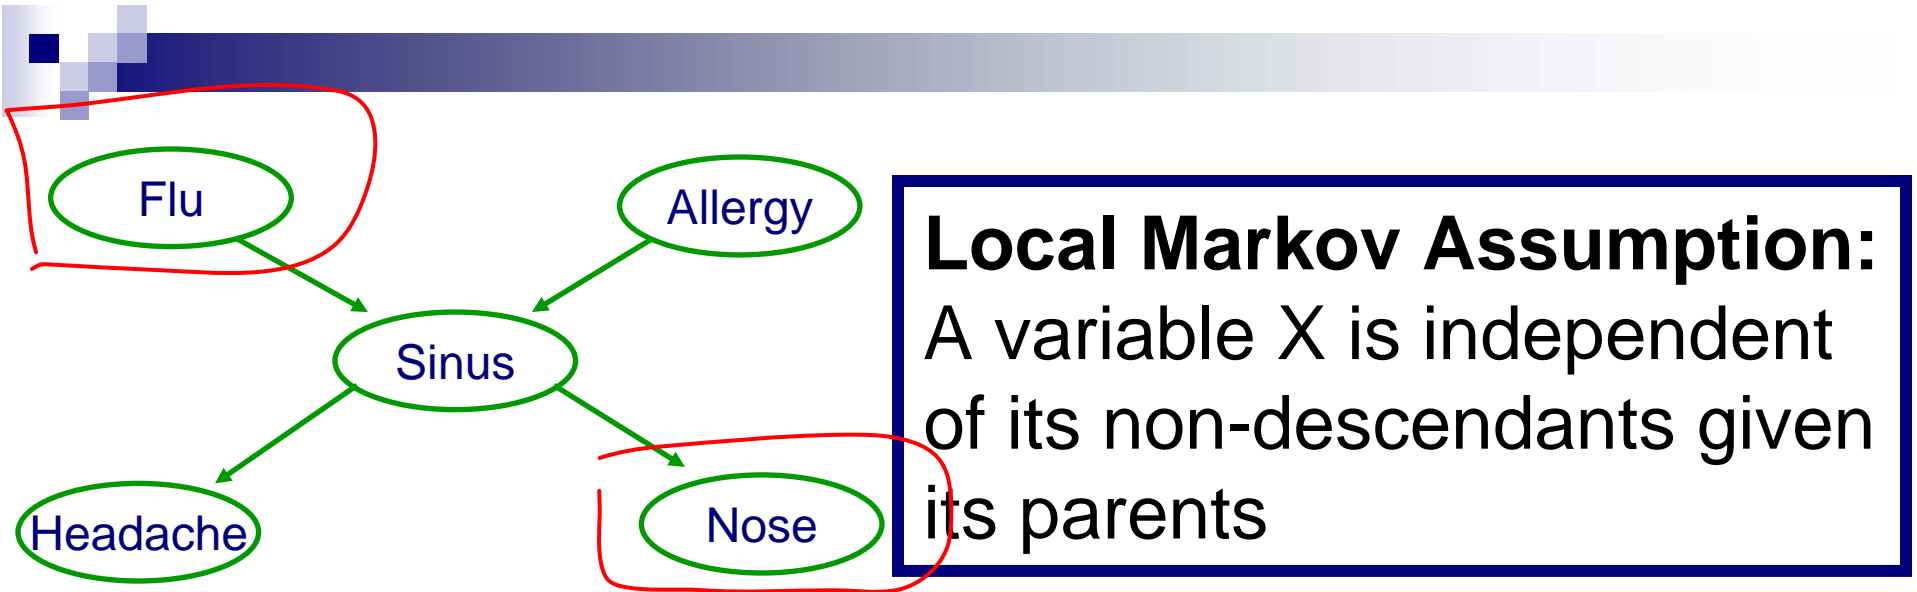 Flu
Allergy
Sinus
Headache
Nose
Local Markov Assumption:
A variable X is independent
of its non-descendants given
its parents